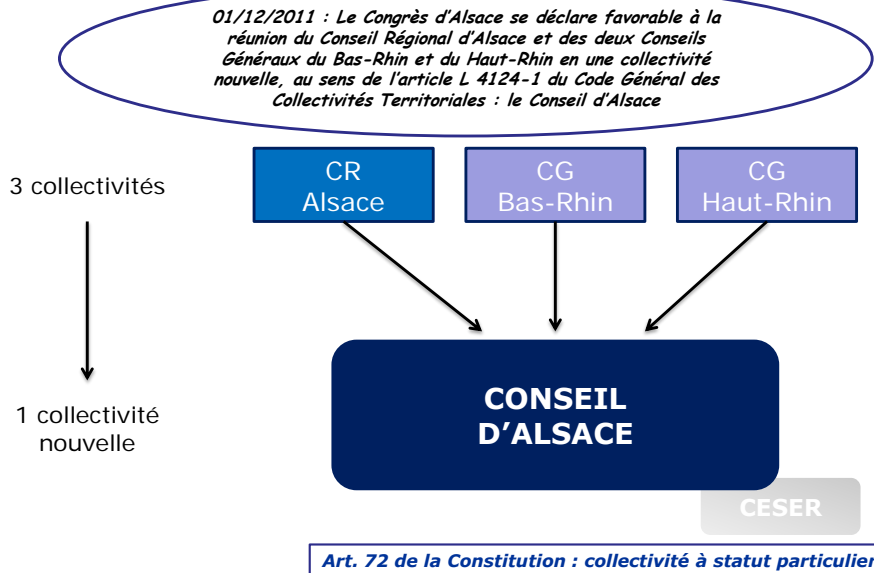 01/12/2011 : Le Congrès d'Alsace se déclare favorable à la
réunion du Conseil Régional d'Alsace et des deux Conseils
Généraux du Bas-Rhin et du Haut-Rhin en une collectivité
nouvelle, au sens de l'article L 4124-1 du Code Général des
Collectivités Territoriales : le Conseil d'Alsace
3 collectivités
CR
Alsace
CG
Bas-Rhin
CG
Haut-Rhin
1 collectivité
nouvelle
CONSEIL
D'ALSACE
CESER
Art. 72 de la Constitution : collectivité à statut particulier